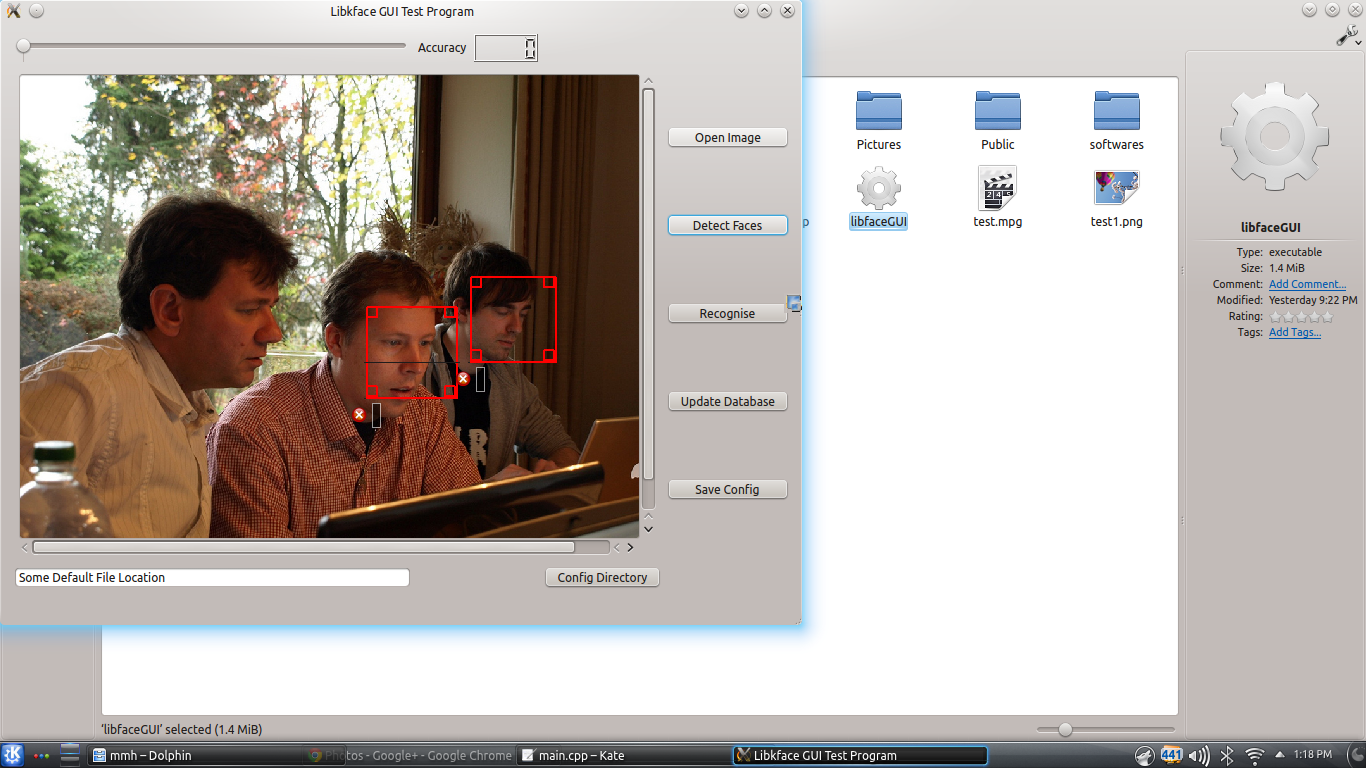 Libkface GUI Test Program
Accuracy 0
Open Image
Detect Faces
Recognise
Update Database
Save Config
Some Default File Location
Config Directory
Pictures
Public
softwares
p
libfaceGUI
test.mpg
test1.png
libfaceGUI
Type: executable
Size: 1.4 MiB
Comment: Add Comment...
Modified: Yesterday 9:22 PM
Rating:
Tags: Add Tags...
‘libfaceGUI’ selected (1.4 MiB)
mmh – Dolphin
Photos - Google+ - Google Chrome
main.cpp – Kate
Libkface GUI Test Program
441
1:18 PM